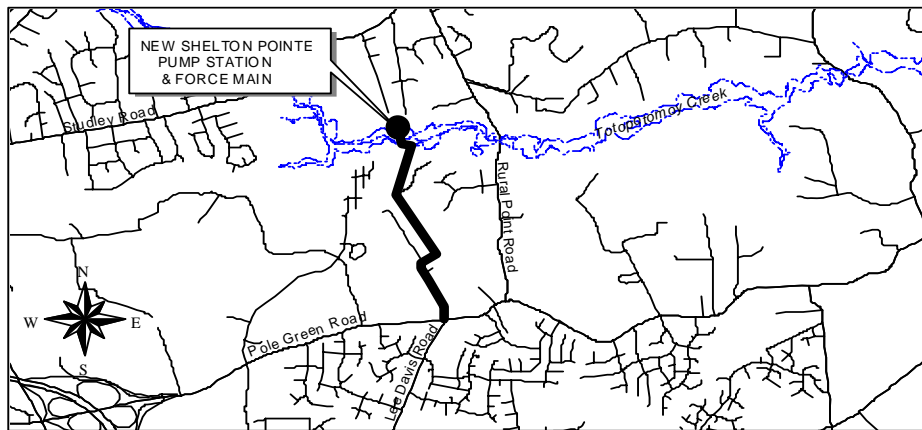 NEW SHELTON POINTE
PUMP STATION
& FORCE MAIN
Studley Road
Totopotomoy Creek
Rural Point Road
N
W
E
S
Pole Green Road
Lee Davis Road